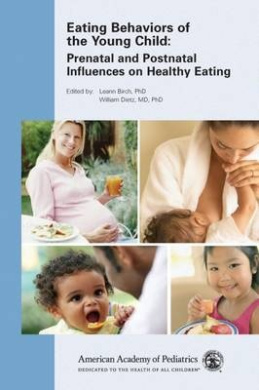 Eating Behaviors of
the Young Child:
Prenatal and Postnatal
Influences on Healthy Eating
Edited by: Leann Birch, PhD
William Dietz, MD, PhD
American Academy of Pediatrics
DEDICATED TO THE HEALTH OF ALL CHILDREN®